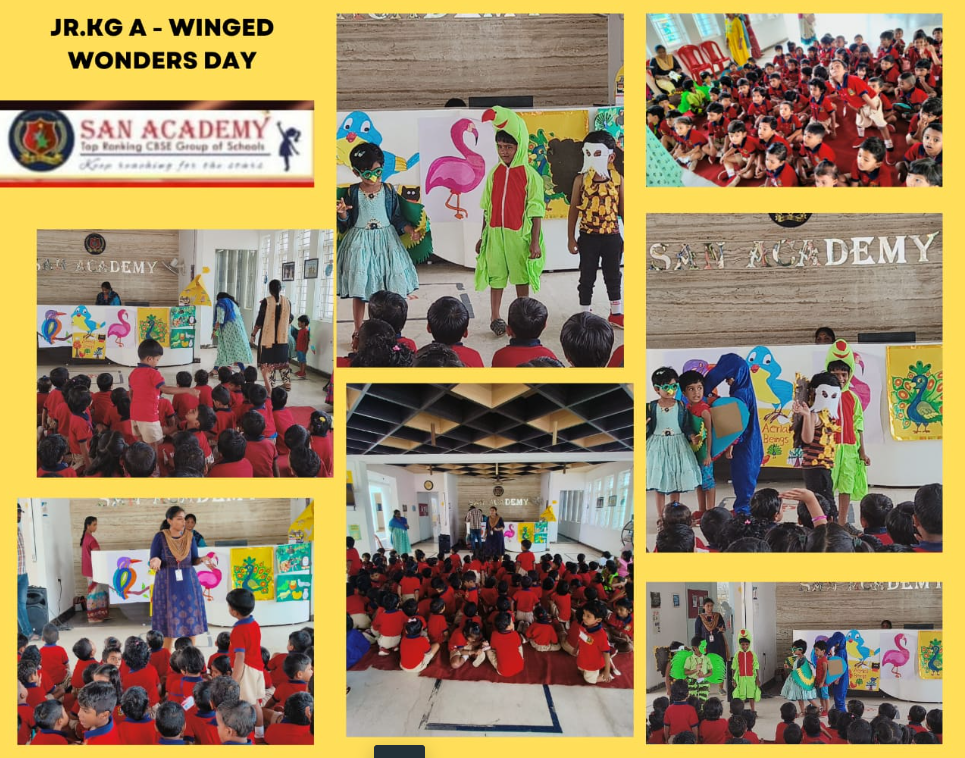 JR.KG A - WINGED
WONDERS DAY
SAN ACADEMY
Top Ranking CBSE Group of Schools
Keep reaching for the stars
SAN ACADEMY
SAN ACADEMY
Beings
SAN ACADEMY